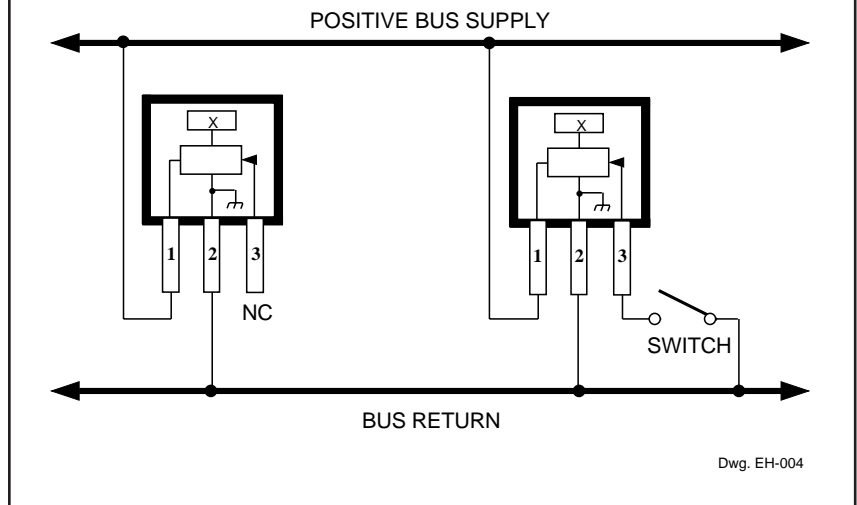 POSITIVE BUS SUPPLY
X
X
1 2 3
1 2 3
NC
SWITCH
BUS RETURN
Dwg. EH-004